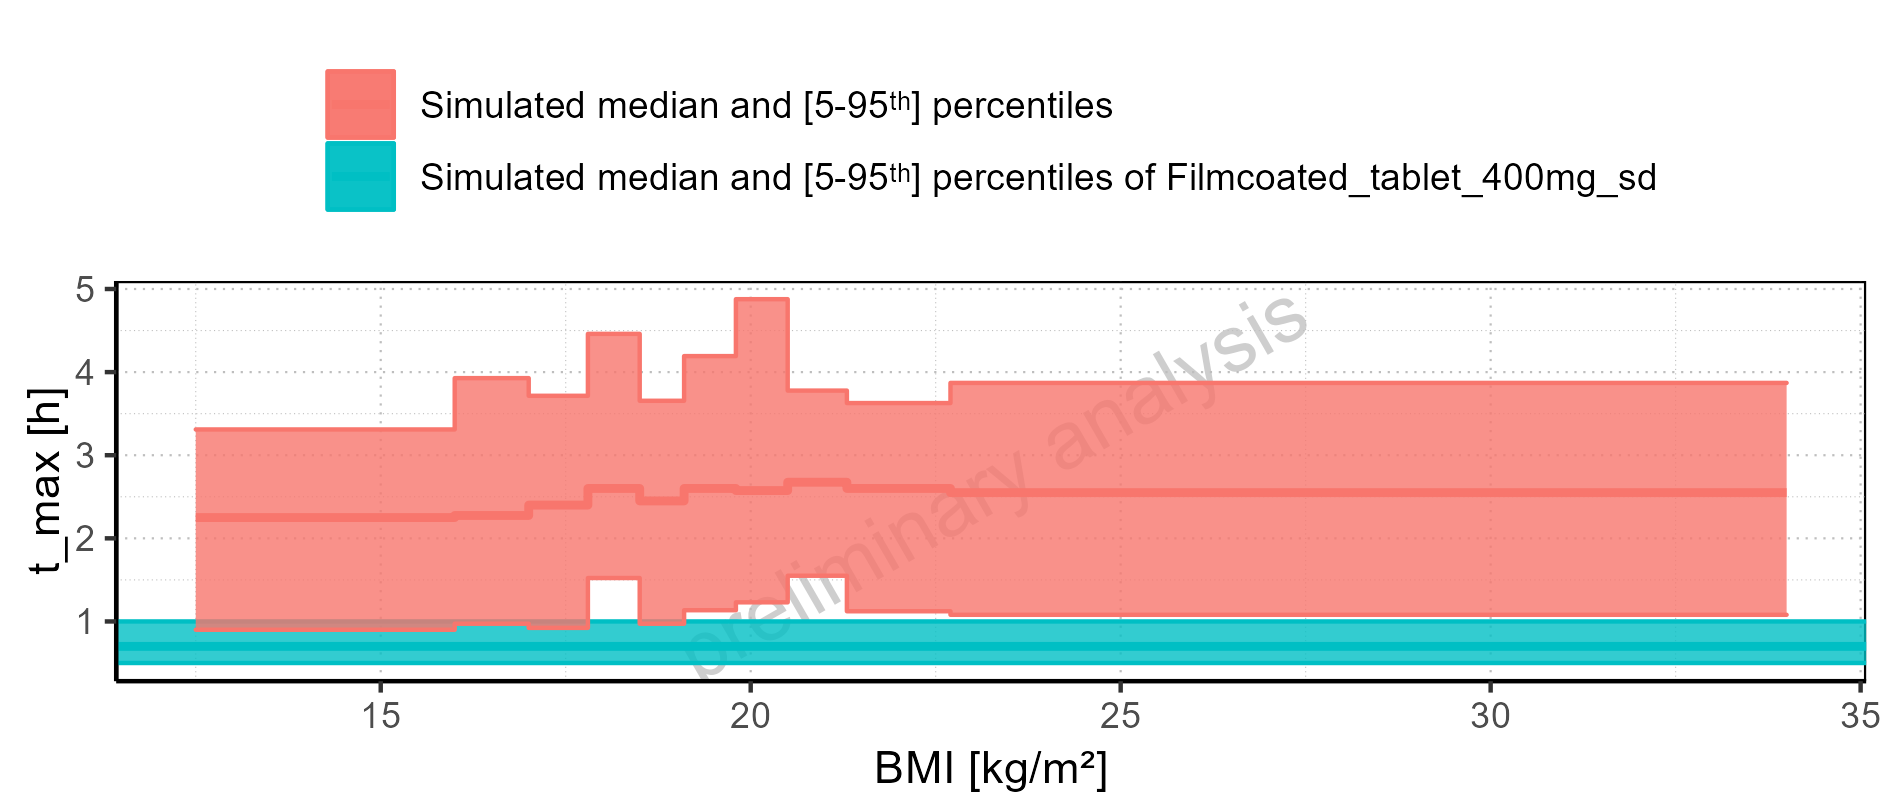 Simulated median and [5-95ᵗʰ] percentiles
Simulated median and [5-95ᵗʰ] percentiles of Filmcoated_tablet_400mg_sd
5
4
3
2
1
t_max [h]
preliminary analysis
15 20 25 30 35
BMI [kg/m²]